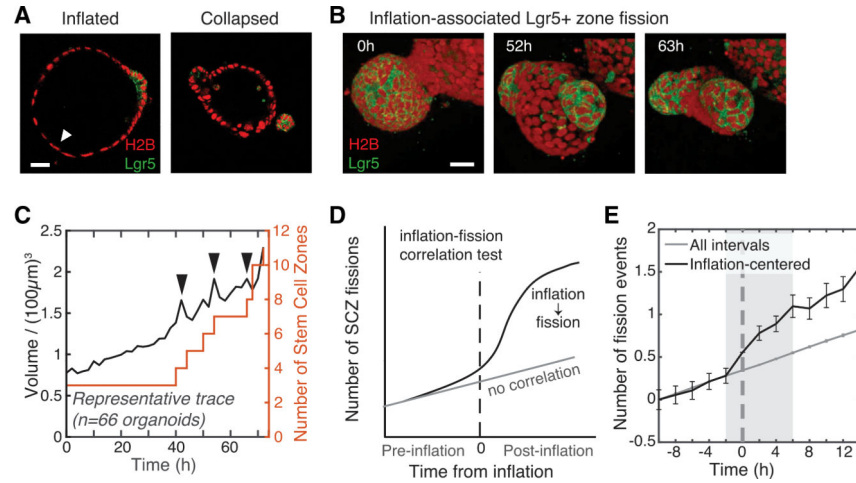 A
Inflated
Collapsed
H2B
Lgr5
B
Inflation-associated Lgr5+ zone fission
0h
52h
63h
H2B
Lgr5
C
2.5
2
1.5
1
0.5
0
Volume / (100µm)³
12
10
8
6
4
2
0
Number of Stem Cell Zones
Representative trace
(n=66 organoids)
0
20
40
60
Time (h)
D
Number of SCZ fissions
inflation-fission
correlation test
inflation
↓
fission
no correlation
Pre-inflation
0
Post-inflation
Time from inflation
E
2
1.5
1
0.5
0
-0.5
Number of fission events
All intervals
Inflation-centered
-8
-4
0
4
8
12
Time (h)